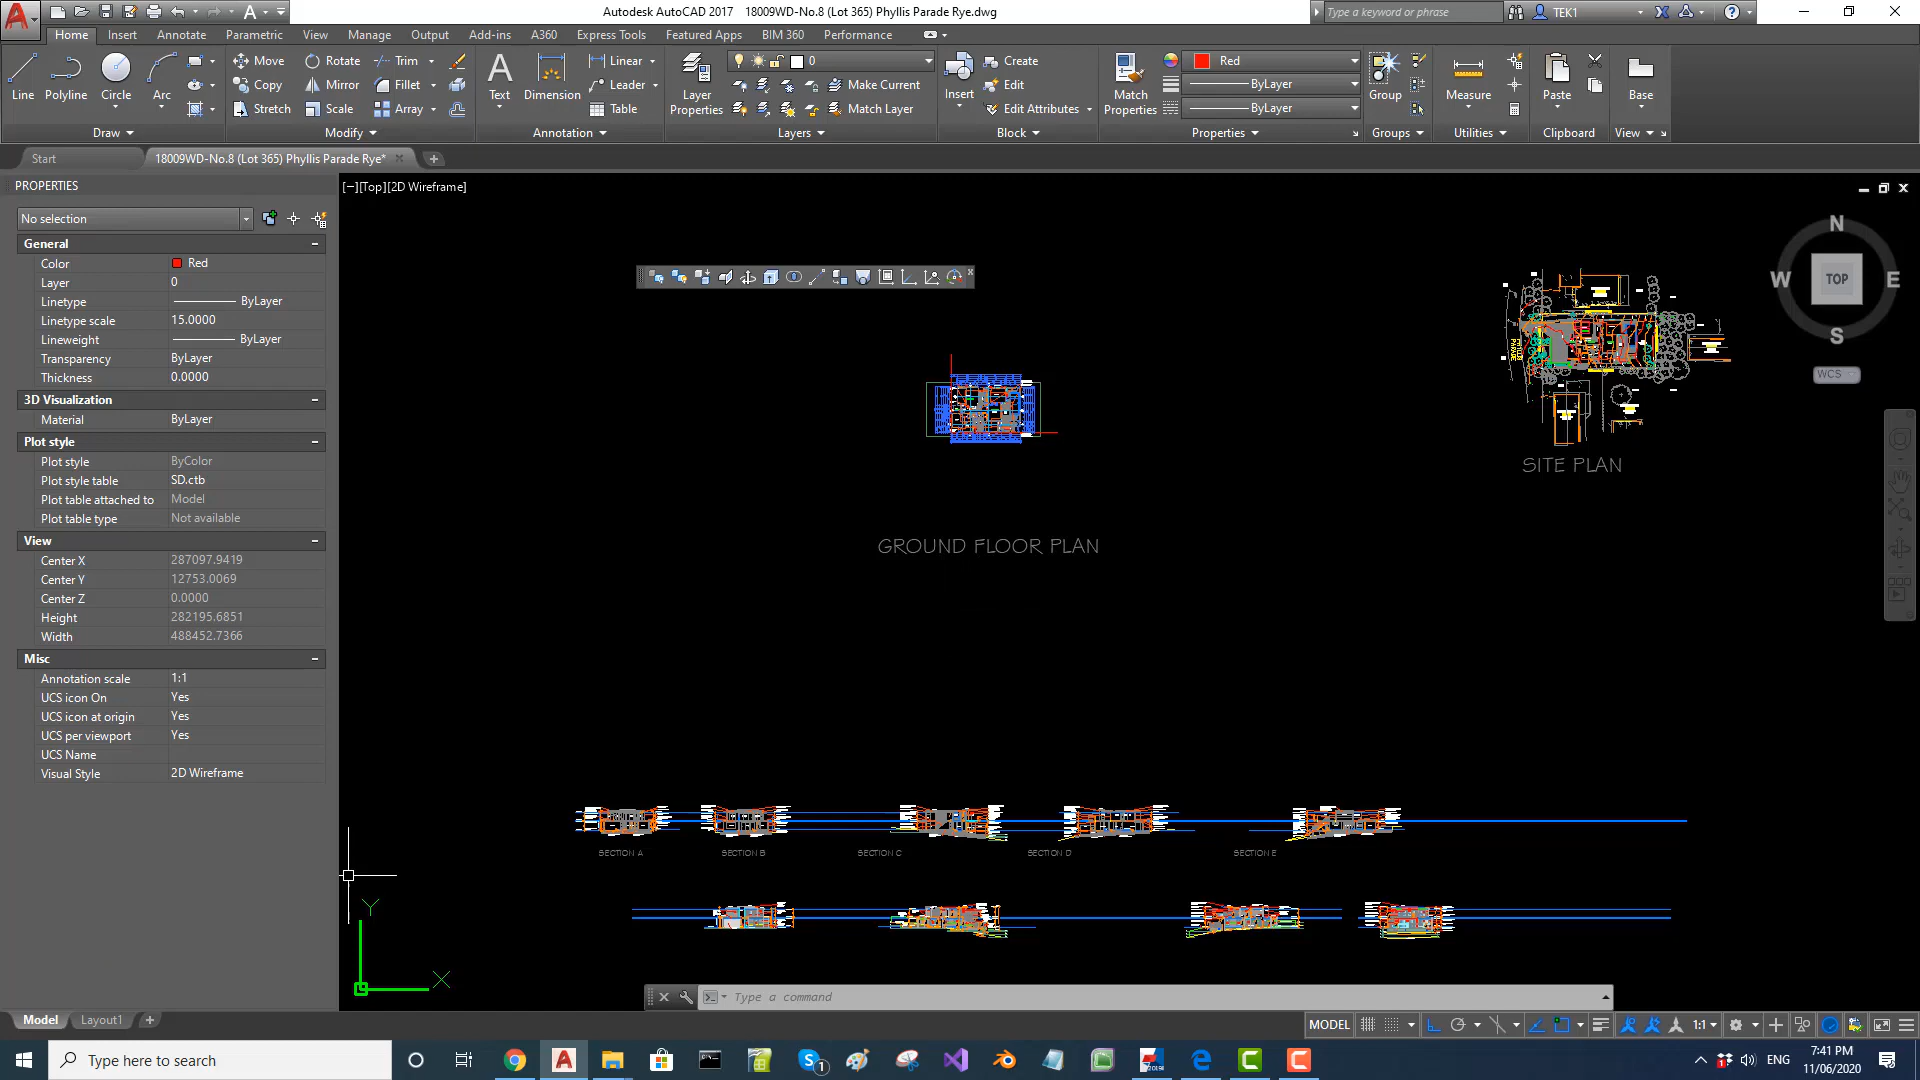 Autodesk AutoCAD 2017 18009WD-No.8 (Lot 365) Phyllis Parade Rye.dwg
Type a keyword or phrase
TEK1
Home Insert Annotate Parametric View Manage Output Add-ins A360 Express Tools Featured Apps BIM 360 Performance
Line Polyline Circle Arc
Move Rotate Trim
Copy Mirror Fillet
Stretch Scale Array
Text Dimension
Linear
Leader
Table
Layer Properties
0
Make Current
Match Layer
Insert
Create
Edit
Edit Attributes
Match Properties
Red
ByLayer
ByLayer
Group
Measure
Paste
Base
Draw Modify Annotation Layers Block Properties Groups Utilities Clipboard View
Start 18009WD-No.8 (Lot 365) Phyllis Parade Rye*
PROPERTIES
[−][Top][2D Wireframe]
No selection
General
Color Red
Layer 0
Linetype ByLayer
Linetype scale 15.0000
Lineweight ByLayer
Transparency ByLayer
Thickness 0.0000
3D Visualization
Material ByLayer
Plot style
Plot style ByColor
Plot style table SD.ctb
Plot table attached to Model
Plot table type Not available
View
Center X 287097.9419
Center Y 12753.0069
Center Z 0.0000
Height 282195.6851
Width 488452.7366
Misc
Annotation scale 1:1
UCS icon On Yes
UCS icon at origin Yes
UCS per viewport Yes
UCS Name
Visual Style 2D Wireframe
N
W TOP E
S
WCS
SITE PLAN
GROUND FLOOR PLAN
SECTION A SECTION B SECTION C SECTION D SECTION E
Y
X
Type a command
Model Layout1
MODEL 1:1
Type here to search
ENG
7:41 PM
11/06/2020